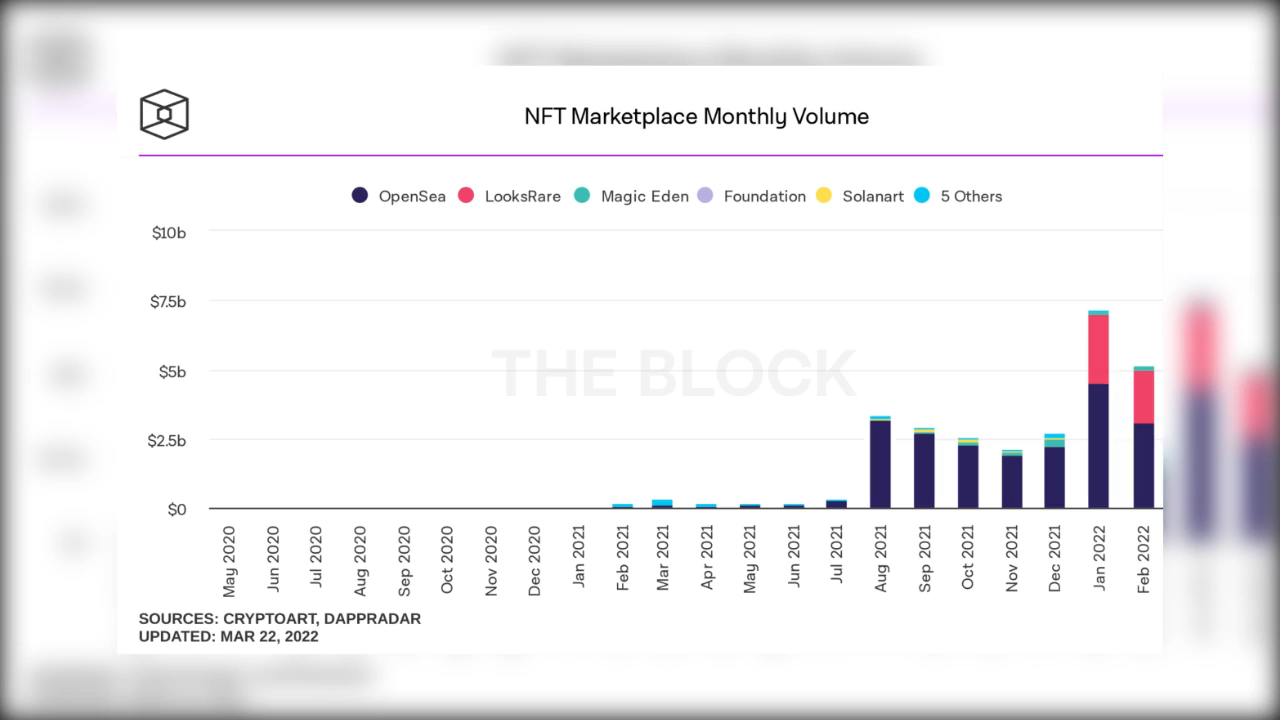 NFT Marketplace Monthly Volume
OpenSea LooksRare Magic Eden Foundation Solanart 5 Others
$10b
$7.5b
$5b
$2.5b
$0
THE BLOCK
May 2020 Jun 2020 Jul 2020 Aug 2020 Sep 2020 Oct 2020 Nov 2020 Dec 2020 Jan 2021 Feb 2021 Mar 2021 Apr 2021 May 2021 Jun 2021 Jul 2021 Aug 2021 Sep 2021 Oct 2021 Nov 2021 Dec 2021 Jan 2022 Feb 2022
SOURCES: CRYPTOART, DAPPRADAR
UPDATED: MAR 22, 2022